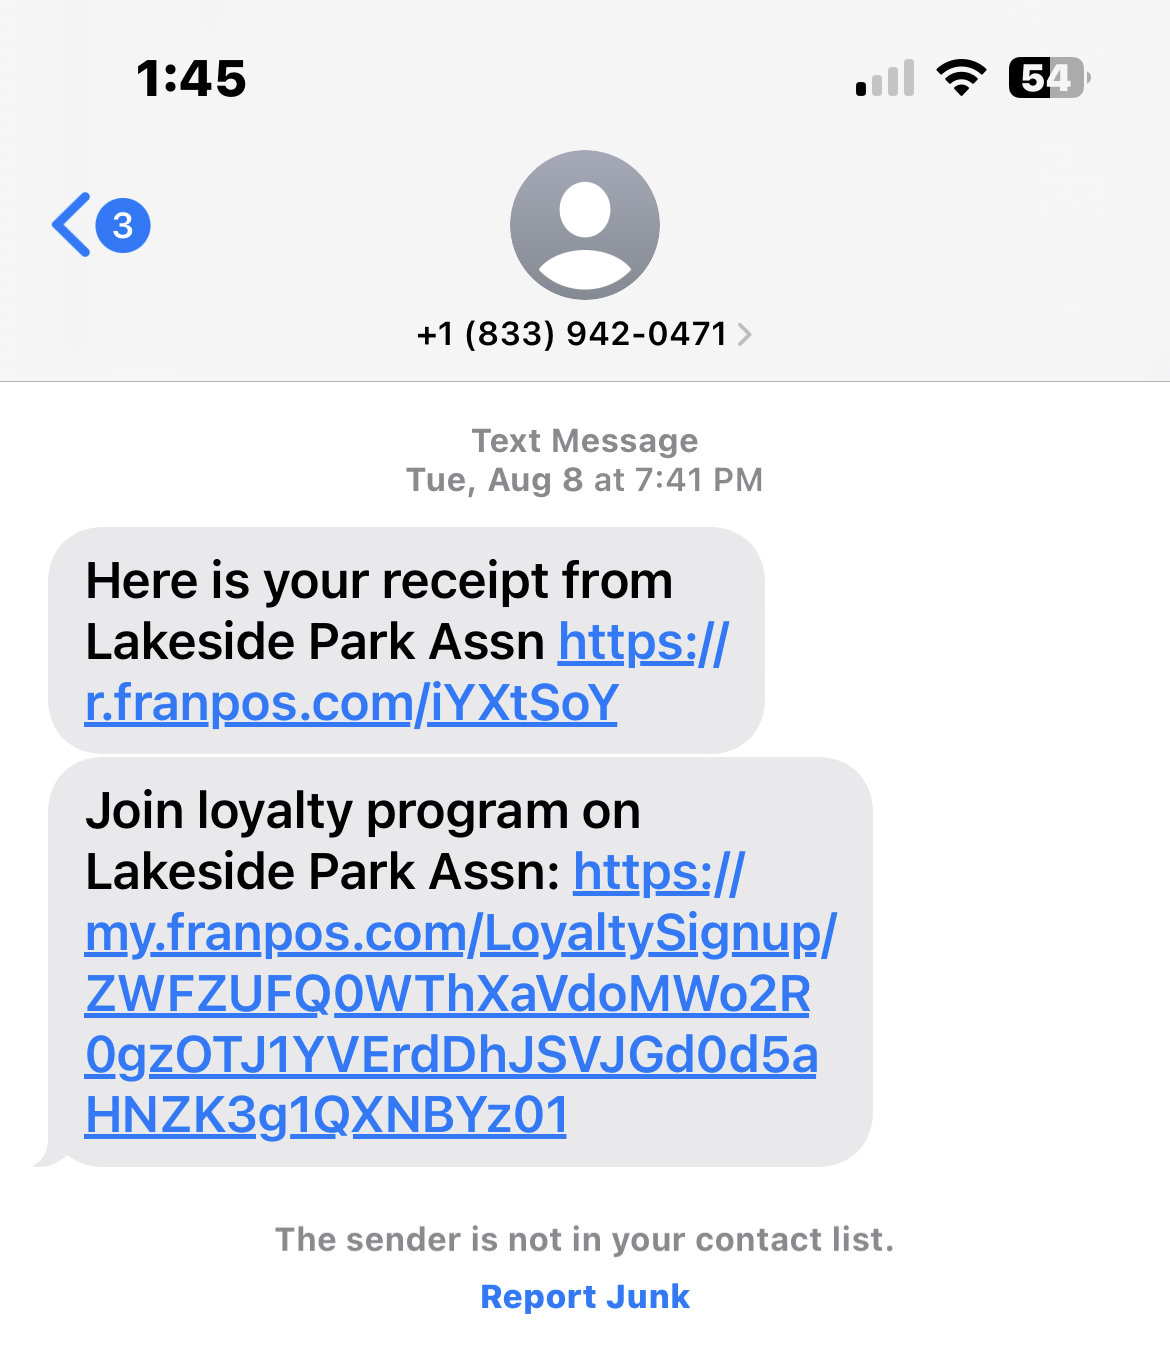 1:45
54
3
+1 (833) 942-0471
Text Message
Tue, Aug 8 at 7:41 PM
Here is your receipt from
Lakeside Park Assn https://
r.franpos.com/iYXtSoY
Join loyalty program on
Lakeside Park Assn: https://
my.franpos.com/LoyaltySignup/
ZWFZUFQ0WThXaVdoMWo2R
0gzOTJ1YVErdDhJSVJGd0d5a
HNZK3g1QXNBYz01
The sender is not in your contact list.
Report Junk